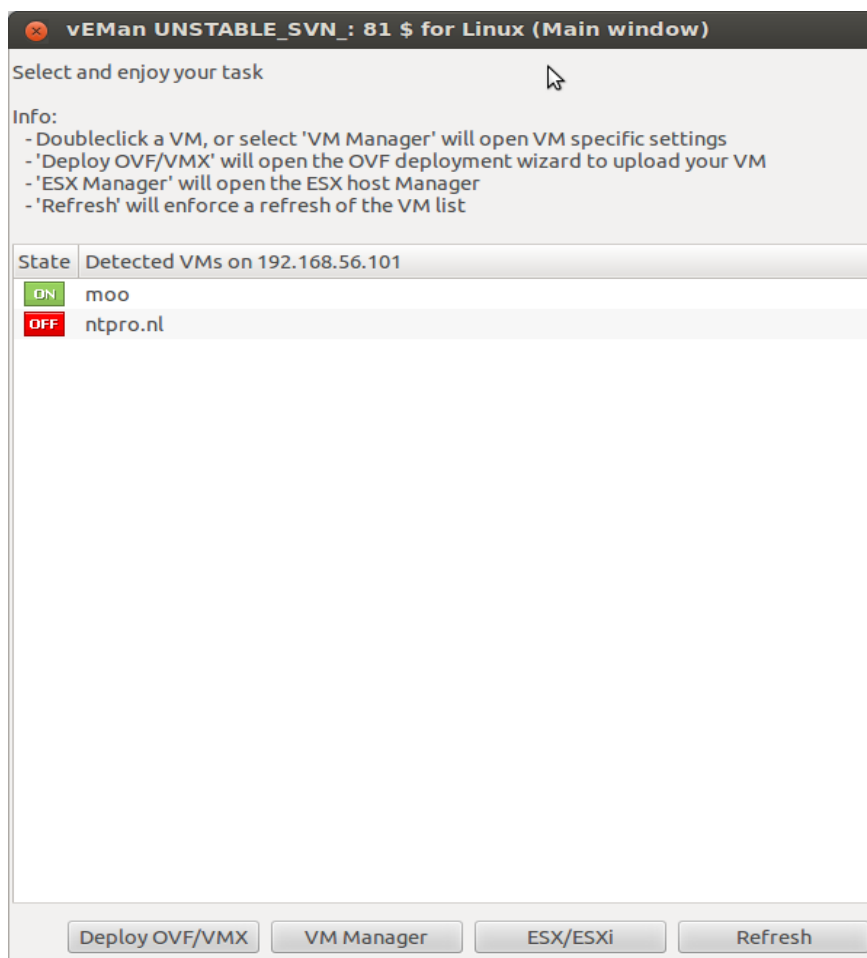 vEMan UNSTABLE_SVN_: 81 $ for Linux (Main window)
Select and enjoy your task
Info:
- Doubleclick a VM, or select 'VM Manager' will open VM specific settings
- 'Deploy OVF/VMX' will open the OVF deployment wizard to upload your VM
- 'ESX Manager' will open the ESX host Manager
- 'Refresh' will enforce a refresh of the VM list
State Detected VMs on 192.168.56.101
ON moo
OFF ntpro.nl
Deploy OVF/VMX VM Manager ESX/ESXi Refresh